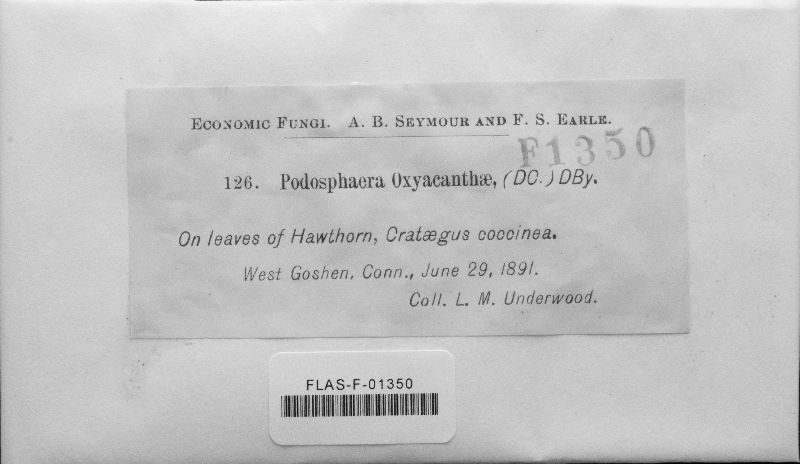 ECONOMIC FUNGI. A. B. SEYMOUR AND F. S. EARLE.
F1350
126. Podosphaera Oxyacanthæ, (DC.) DBy.
On leaves of Hawthorn, Cratægus coccinea.
West Goshen, Conn., June 29, 1891.
Coll. L. M. Underwood.
FLAS-F-01350